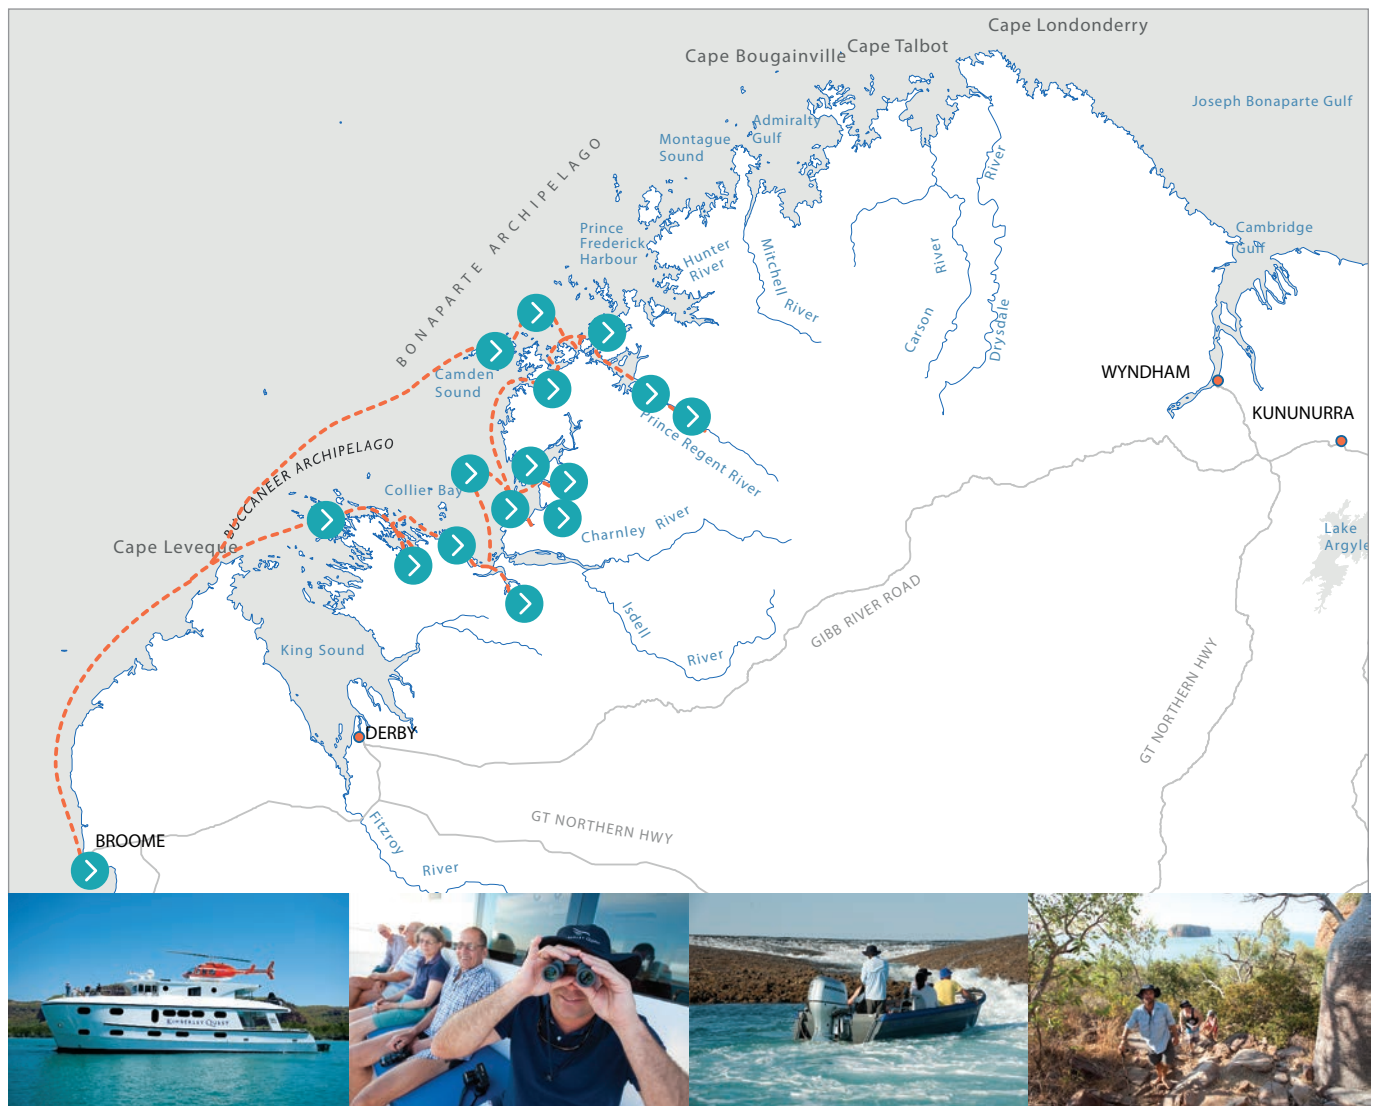 Cape Londonderry
Cape Talbot
Cape Bougainville
Joseph Bonaparte Gulf
Admiralty
Gulf
Montague
Sound
River
BONAPARTE ARCHIPELAGO
Prince
Frederick
Harbour
Cambridge
Gulf
Hunter
River
Mitchell
River
River
Carson
Drysdale
Camden
Sound
WYNDHAM
KUNUNURRA
Prince Regent River
BUCCANEER ARCHIPELAGO
Collier Bay
Charnley River
Cape Leveque
Lake
Argyle
Isdell
River
GIBB RIVER ROAD
King Sound
GT NORTHERN HWY
DERBY
GT NORTHERN HWY
Fitzroy
River
BROOME
KIMBERLEY QUEST